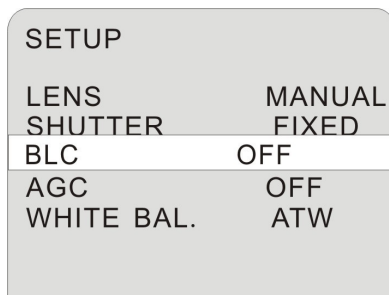 SETUP
LENS MANUAL
SHUTTER FIXED
BLC OFF
AGC OFF
WHITE BAL. ATW